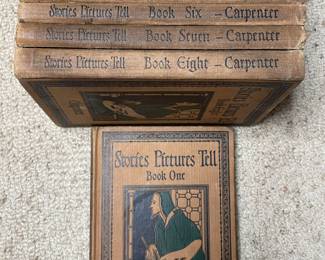 Stories Pictures Tell Book Six – Carpenter
Stories Pictures Tell Book Seven – Carpenter
Stories Pictures Tell Book Eight – Carpenter
Stories Pictures Tell
Book One